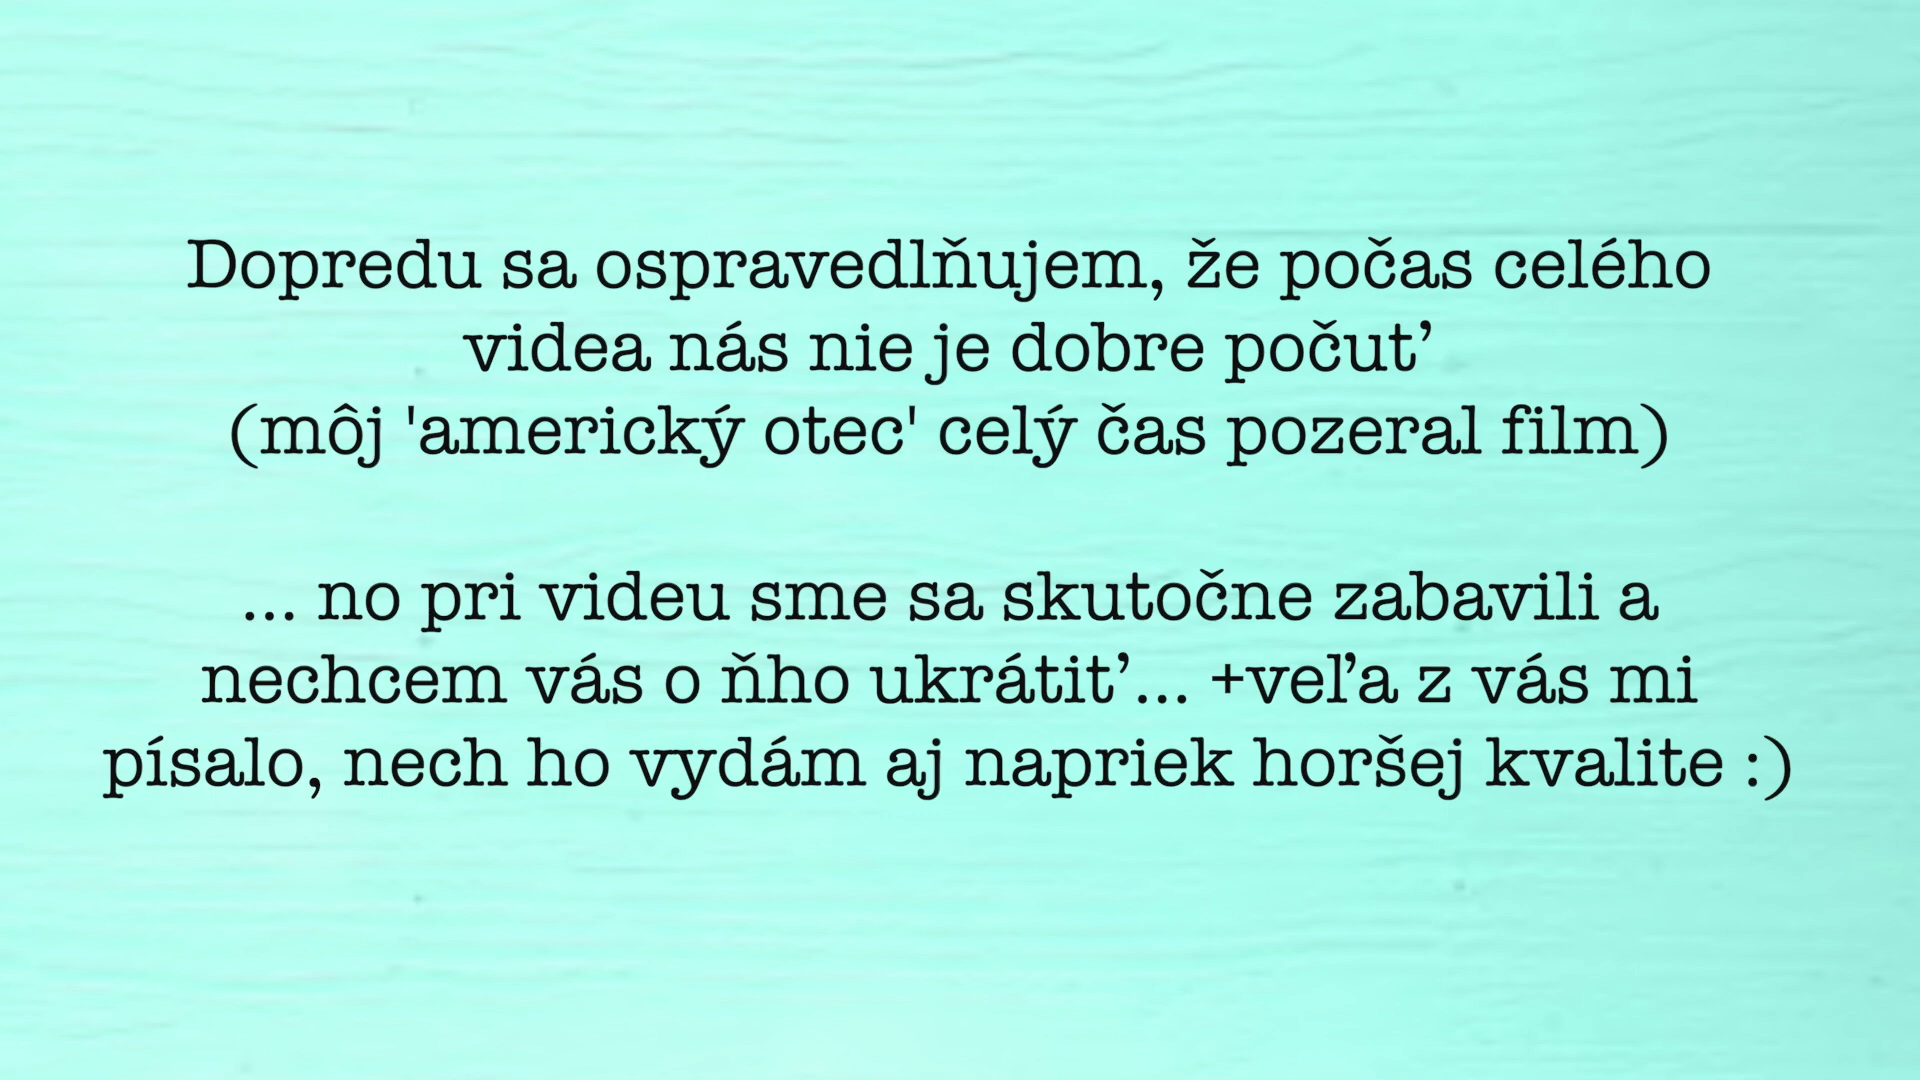 Dopredu sa ospravedlňujem, že počas celého
videa nás nie je dobre počuť
(môj 'americký otec' celý čas pozeral film)
... no pri videu sme sa skutočne zabavili a
nechcem vás o ňho ukrátiť... +veľa z vás mi
písalo, nech ho vydám aj napriek horšej kvalite :)